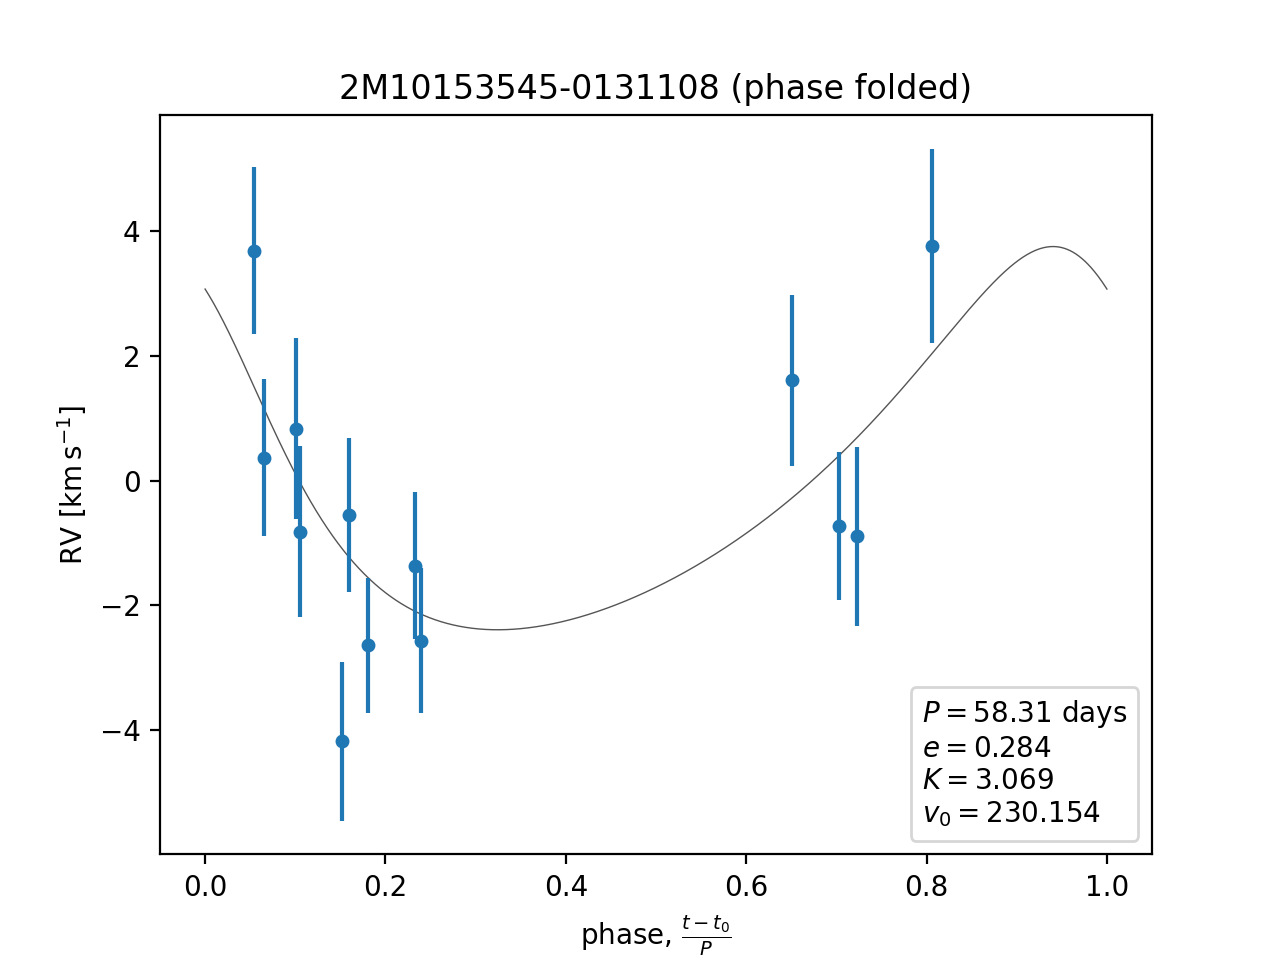 2M10153545-0131108 (phase folded)
RV [km s⁻¹]
4
2
0
−2
−4
P = 58.31 days
e = 0.284
K = 3.069
v₀ = 230.154
0.0 0.2 0.4 0.6 0.8 1.0
phase, (t − t₀)/P